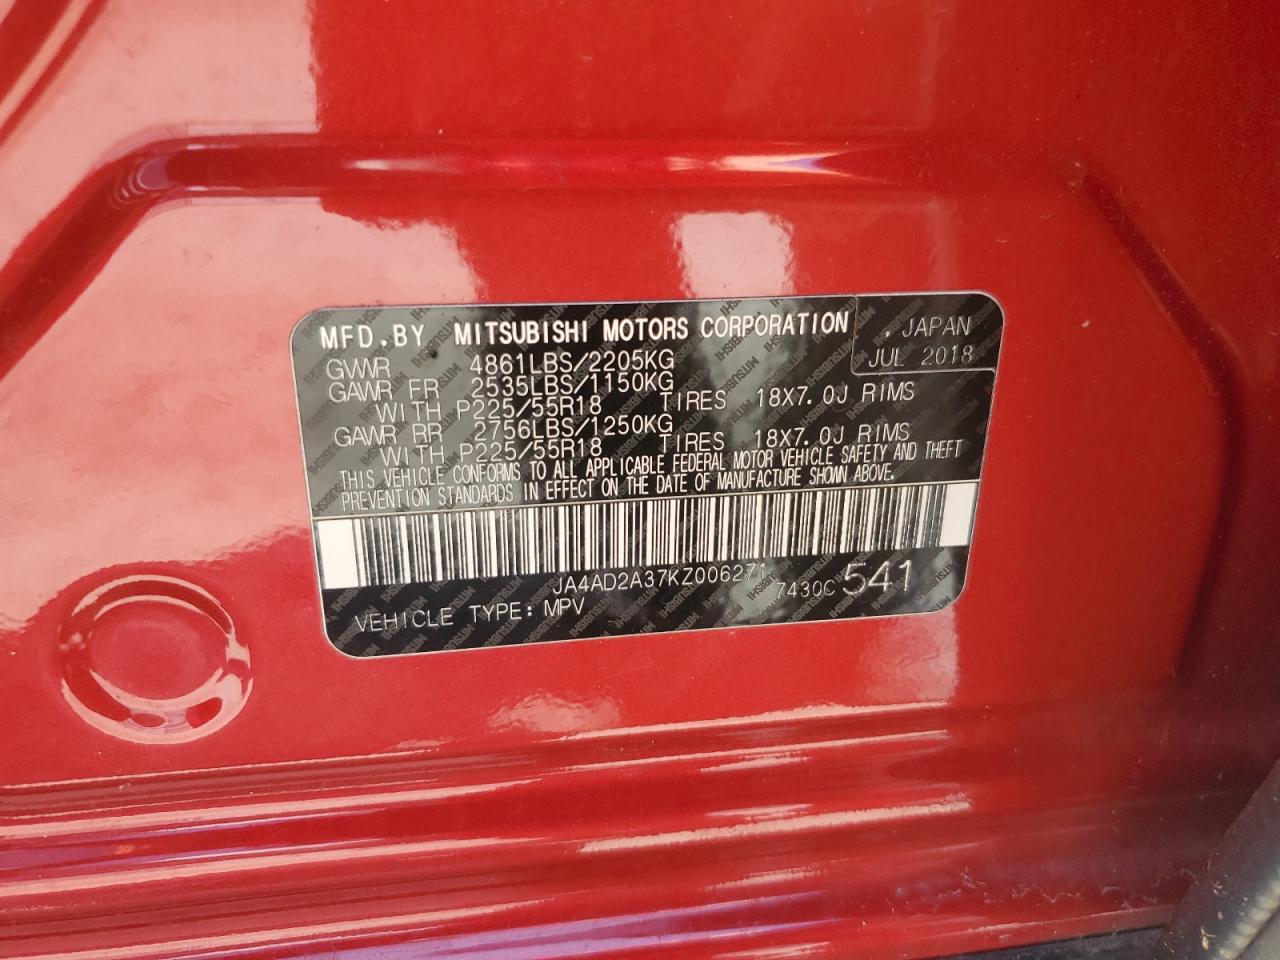 MFD.BY MITSUBISHI MOTORS CORPORATION
, JAPAN
JUL 2018
GVWR 4861LBS/2205KG
GAWR FR 2535LBS/1150KG
WITH P225/55R18 TIRES 18X7.0J RIMS
GAWR RR 2756LBS/1250KG
WITH P225/55R18 TIRES 18X7.0J RIMS
THIS VEHICLE CONFORMS TO ALL APPLICABLE FEDERAL MOTOR VEHICLE SAFETY AND THEFT
PREVENTION STANDARDS IN EFFECT ON THE DATE OF MANUFACTURE SHOWN ABOVE.
JA4AD2A37KZ006271
7430C 541
VEHICLE TYPE: MPV